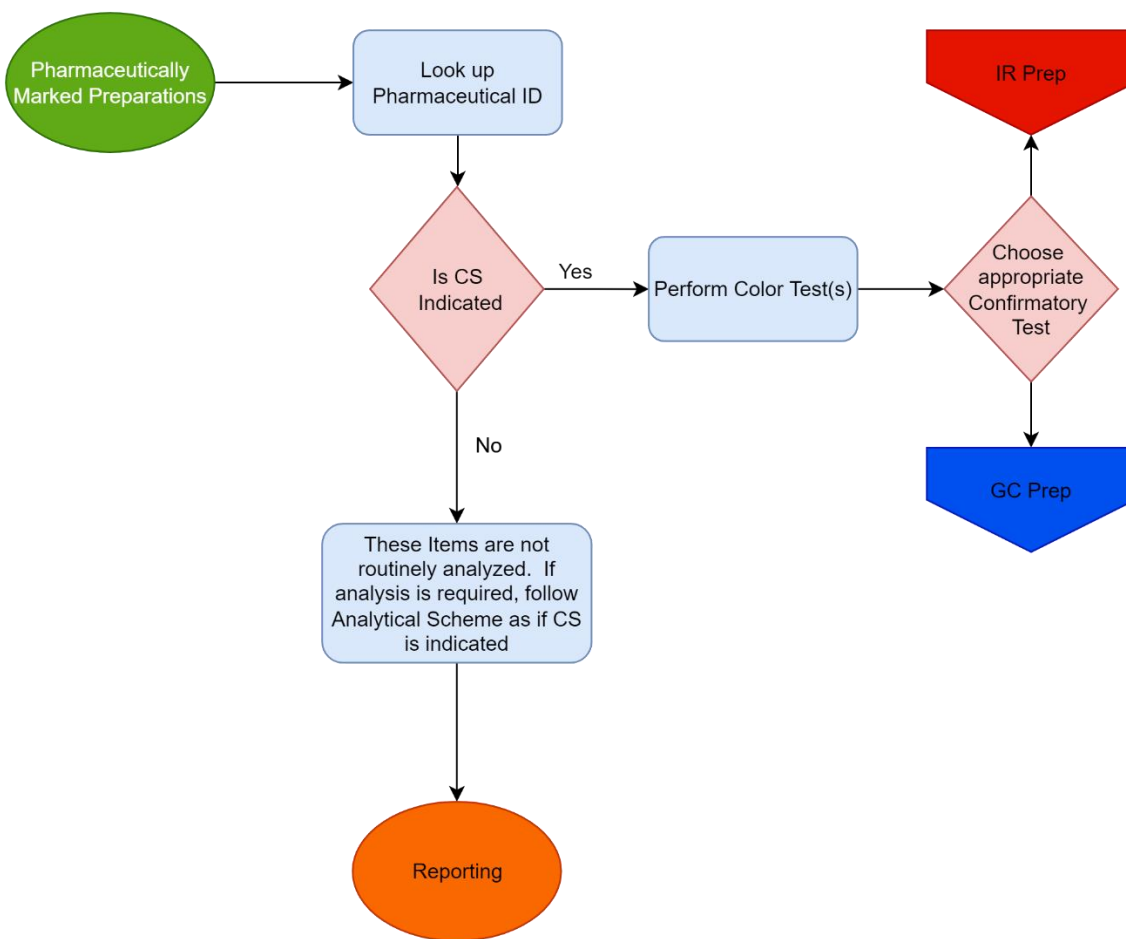 Pharmaceutically
Marked Preparations
Look up
Pharmaceutical ID
IR Prep
Is CS
Indicated
Yes
Perform Color Test(s)
Choose
appropriate
Confirmatory
Test
No
GC Prep
These Items are not
routinely analyzed.  If
analysis is required, follow
Analytical Scheme as if CS
is indicated
Reporting